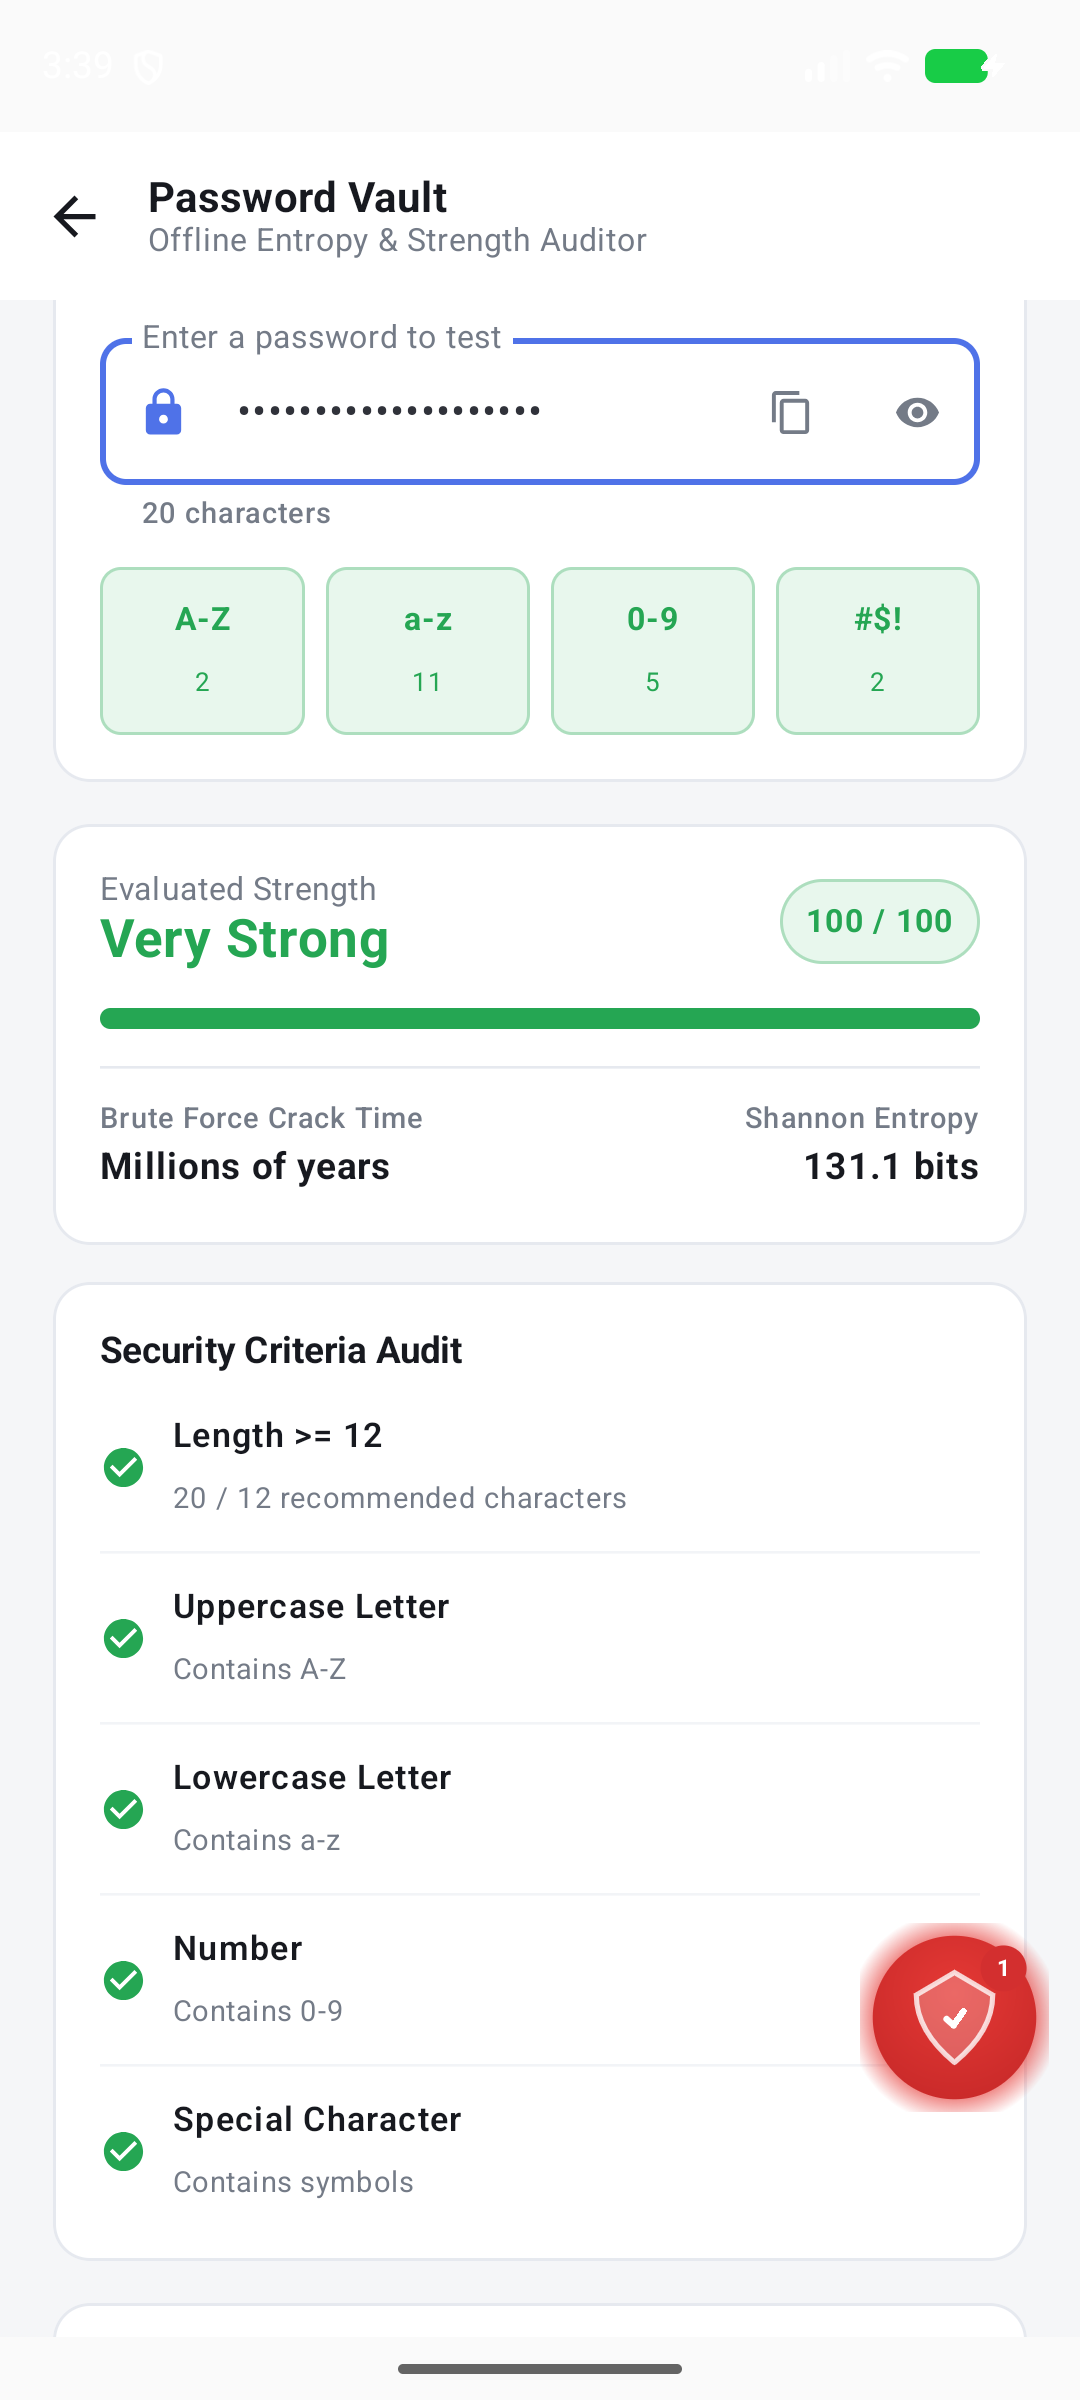 3:39
Password Vault
Offline Entropy & Strength Auditor
Enter a password to test
••••••••••••••••••••
20 characters
A-Z
2
a-z
11
0-9
5
#$!
2
Evaluated Strength
Very Strong
100 / 100
Brute Force Crack Time
Millions of years
Shannon Entropy
131.1 bits
Security Criteria Audit
Length >= 12
20 / 12 recommended characters
Uppercase Letter
Contains A-Z
Lowercase Letter
Contains a-z
Number
Contains 0-9
1
Special Character
Contains symbols